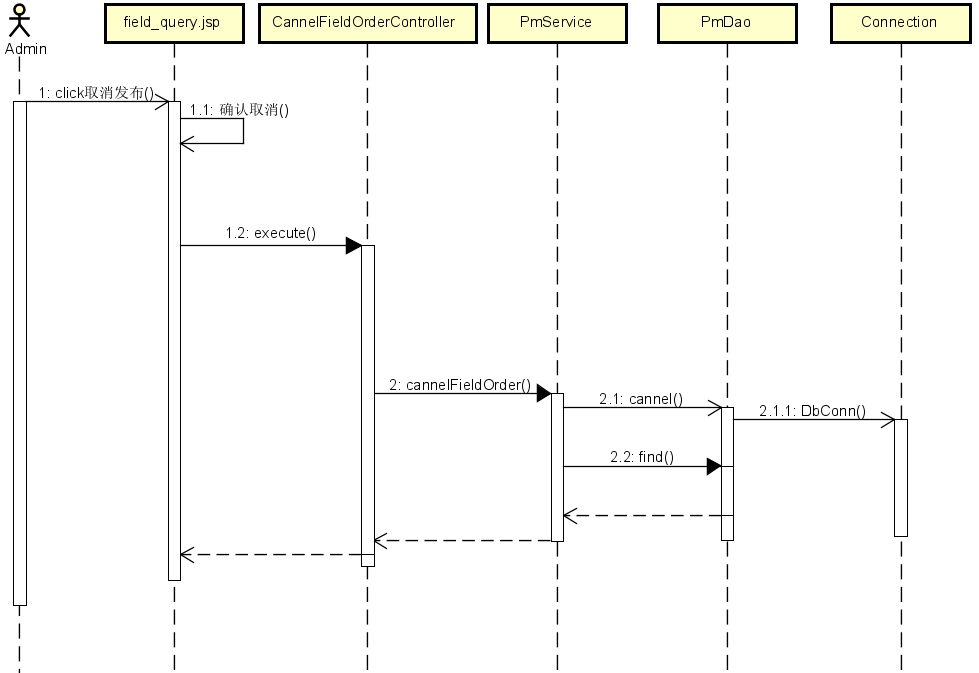 Admin
field_query.jsp
CannelFieldOrderController
PmService
PmDao
Connection
1: click取消发布()
1.1: 确认取消()
1.2: execute()
2: cannelFieldOrder()
2.1: cannel()
2.1.1: DbConn()
2.2: find()